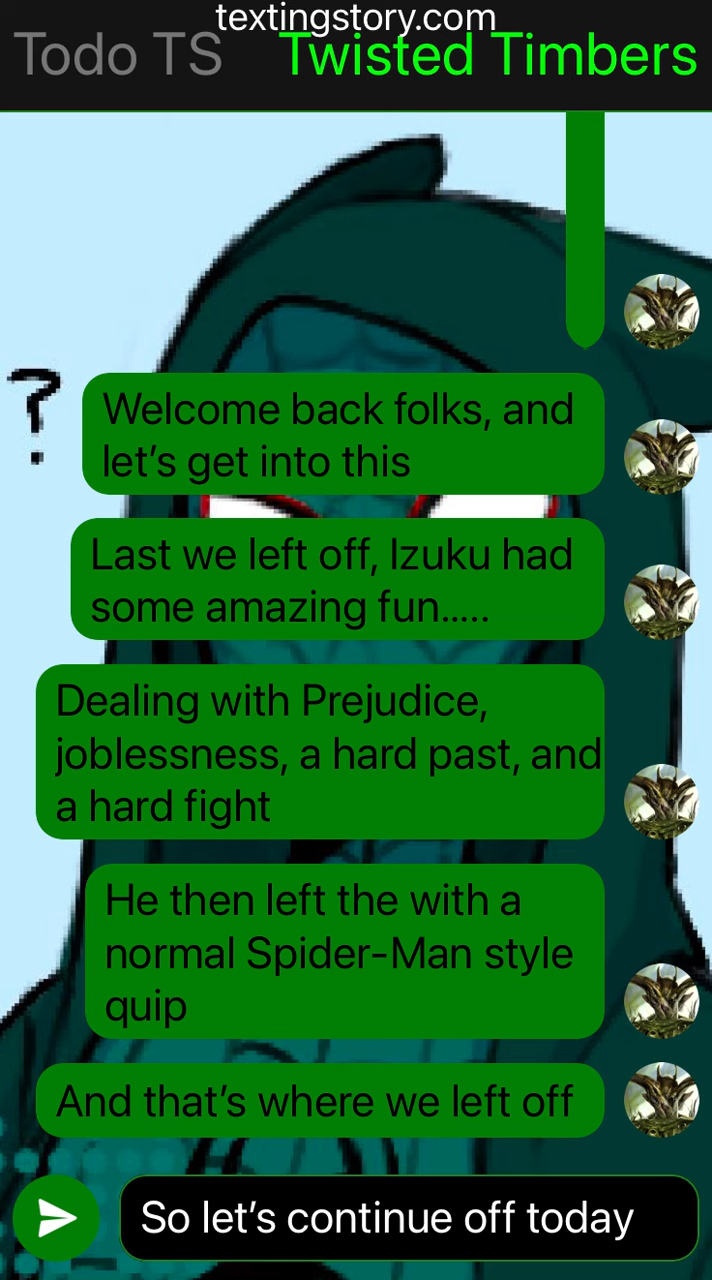 textingstory.com
Todo TS Twisted Timbers
?
Welcome back folks, and
let’s get into this
Last we left off, Izuku had
some amazing fun.....
Dealing with Prejudice,
joblessness, a hard past, and
a hard fight
He then left the with a
normal Spider-Man style
quip
And that’s where we left off
So let’s continue off today